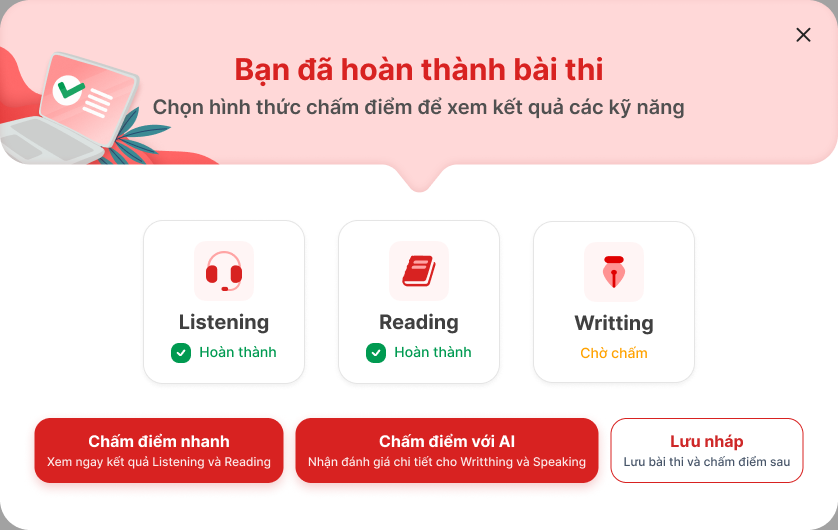 Bạn đã hoàn thành bài thi
Chọn hình thức chấm điểm để xem kết quả các kỹ năng
Listening
Hoàn thành
Reading
Hoàn thành
Writting
Chờ chấm
Chấm điểm nhanh
Xem ngay kết quả Listening và Reading
Chấm điểm với AI
Nhận đánh giá chi tiết cho Writthing và Speaking
Lưu nháp
Lưu bài thi và chấm điểm sau